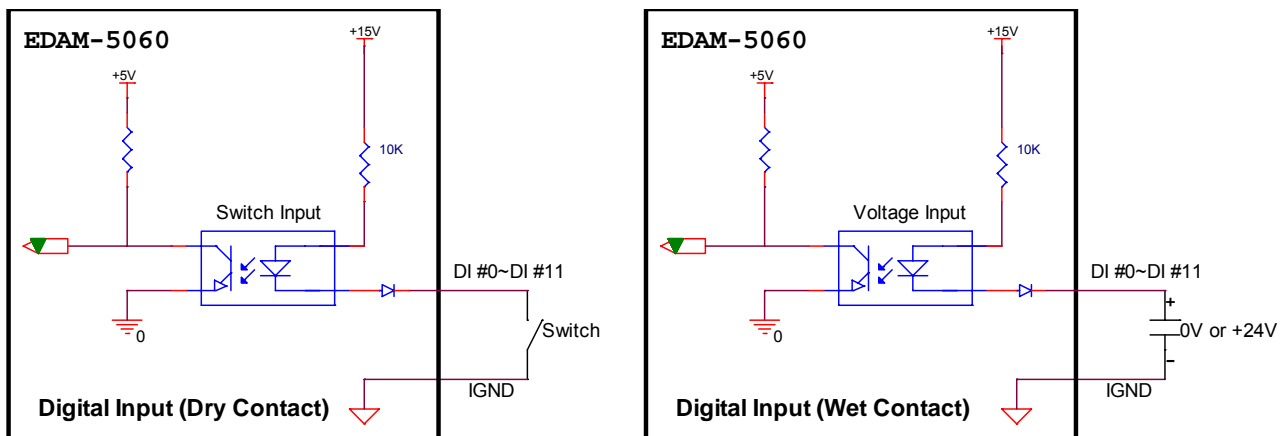 EDAM-5060
+15V
+5V
10K
Switch Input
DI #0~DI #11
Switch
0
IGND
Digital Input (Dry Contact)
EDAM-5060
+15V
+5V
10K
Voltage Input
DI #0~DI #11
+
0V or +24V
0
-
IGND
Digital Input (Wet Contact)